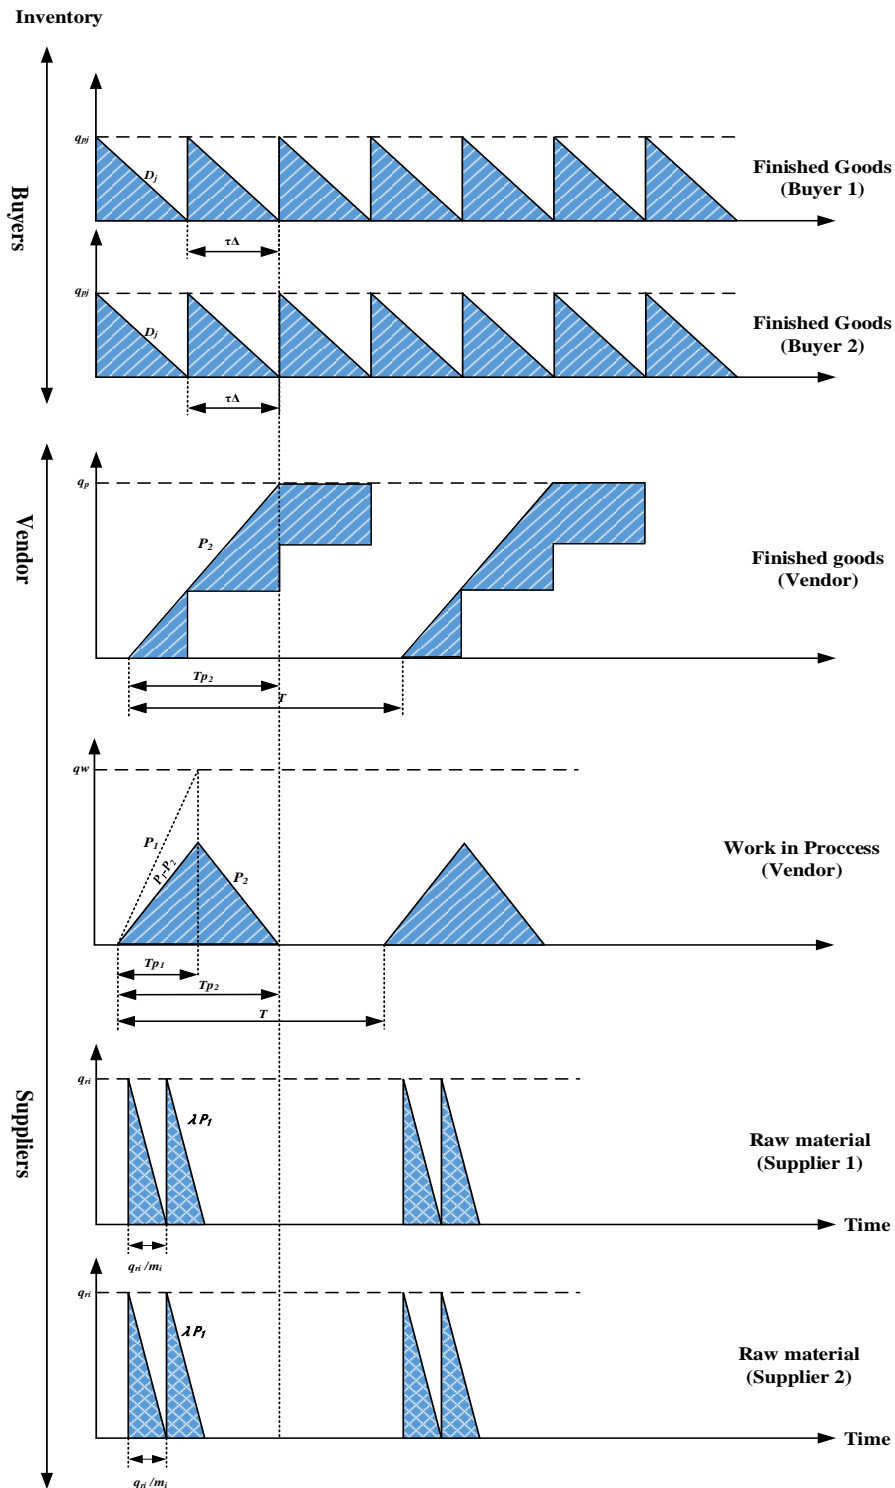 Inventory
Buyers
q_pj
D_j
τΔ
Finished Goods
(Buyer 1)
q_pj
D_j
τΔ
Finished Goods
(Buyer 2)
Vendor
q_p
P_2
Tp_2
T
Finished goods
(Vendor)
qw
P_1
P_1-P_2
P_2
Tp_1
Tp_2
T
Work in Proccess
(Vendor)
Suppliers
q_ri
λP_1
q_ri/m_i
Raw material
(Supplier 1)
Time
q_ri
λP_1
q_ri/m_i
Raw material
(Supplier 2)
Time